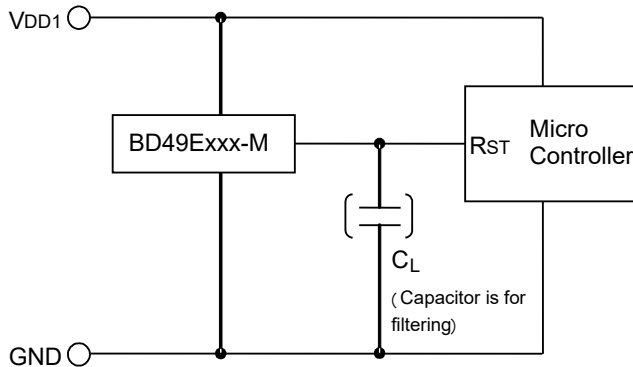 VDD1
BD49Exxx-M
RST
Micro
Controller
CL
(Capacitor is for
filtering)
GND